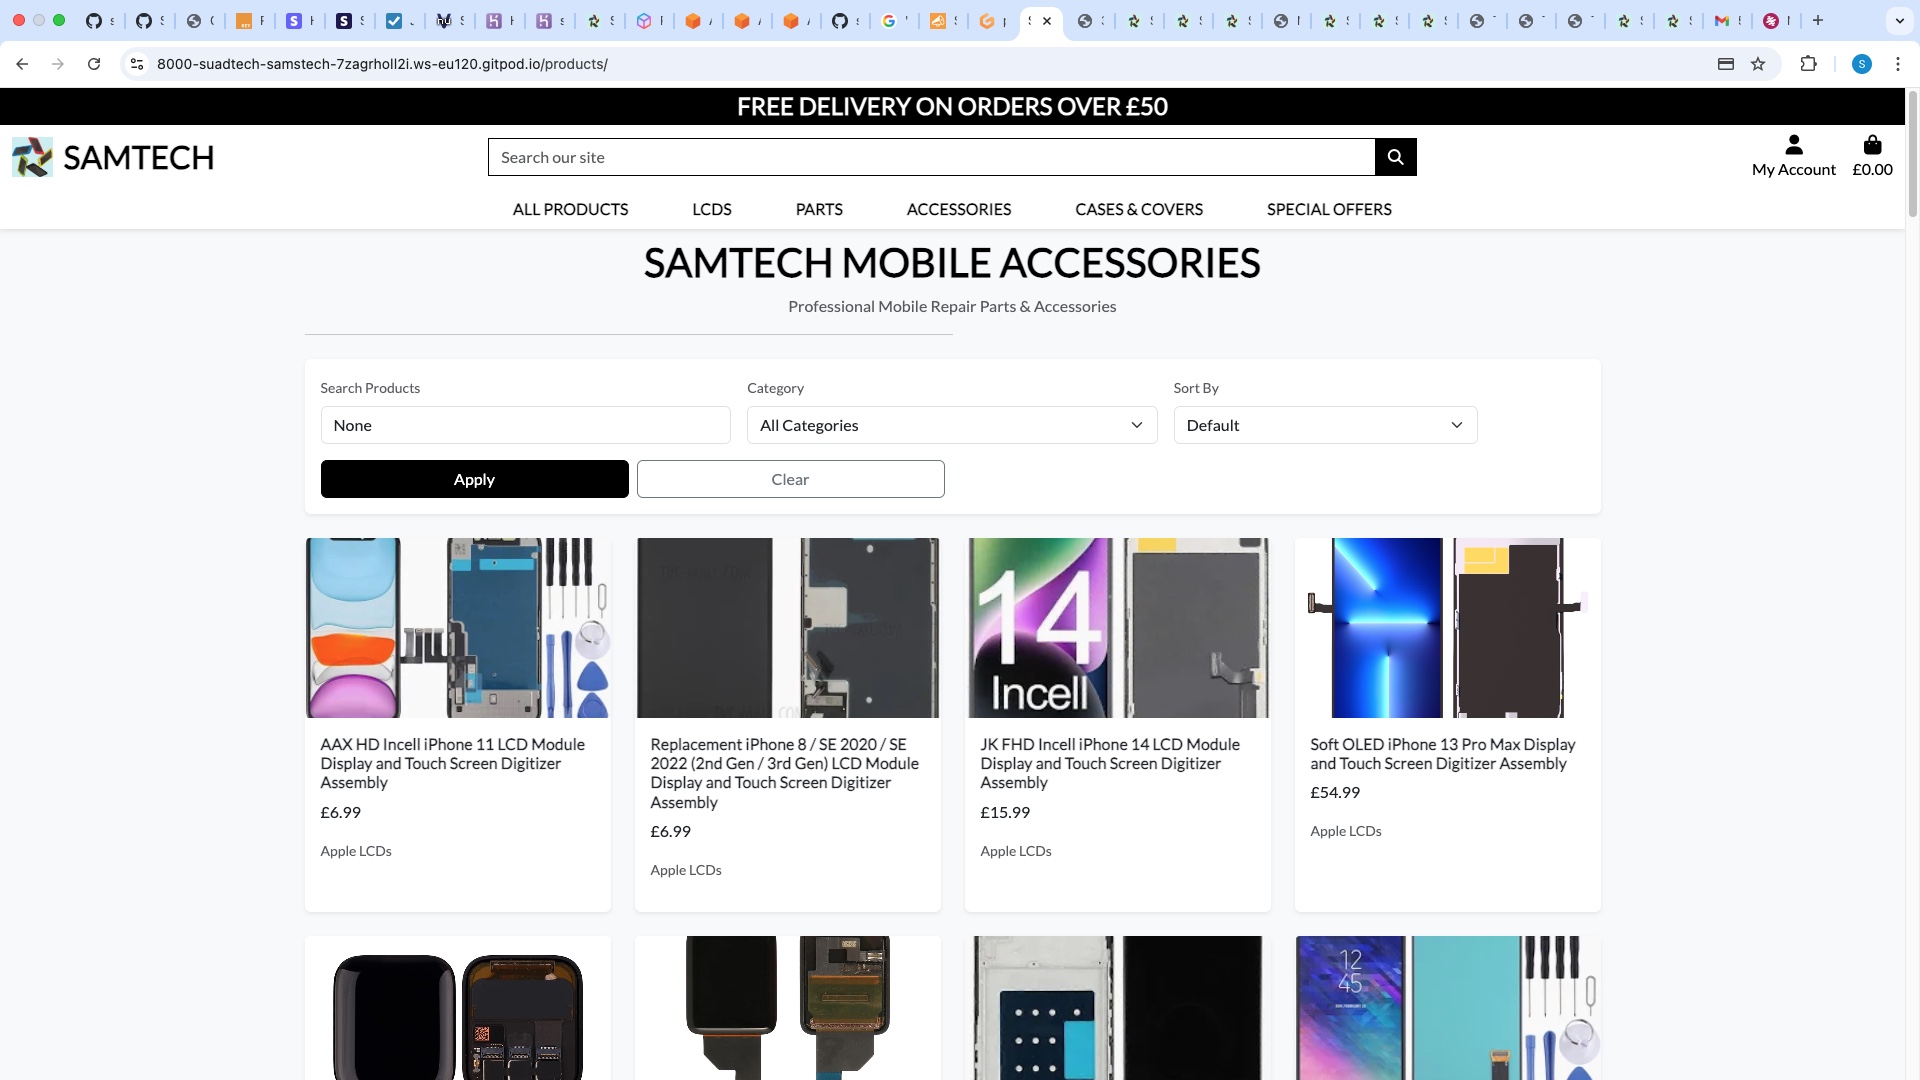 8000-suadtech-samstech-7zagrholl2i.ws-eu120.gitpod.io/products/
S
FREE DELIVERY ON ORDERS OVER £50
SAMTECH
Search our site
My Account
£0.00
ALL PRODUCTS LCDS PARTS ACCESSORIES CASES & COVERS SPECIAL OFFERS
SAMTECH MOBILE ACCESSORIES
Professional Mobile Repair Parts & Accessories
Search Products Category Sort By
None All Categories Default
Apply Clear
14
Incell
AAX HD Incell iPhone 11 LCD Module
Display and Touch Screen Digitizer
Assembly
£6.99
Apple LCDs
Replacement iPhone 8 / SE 2020 / SE
2022 (2nd Gen / 3rd Gen) LCD Module
Display and Touch Screen Digitizer
Assembly
£6.99
Apple LCDs
JK FHD Incell iPhone 14 LCD Module
Display and Touch Screen Digitizer
Assembly
£15.99
Apple LCDs
Soft OLED iPhone 13 Pro Max Display
and Touch Screen Digitizer Assembly
£54.99
Apple LCDs
12
45